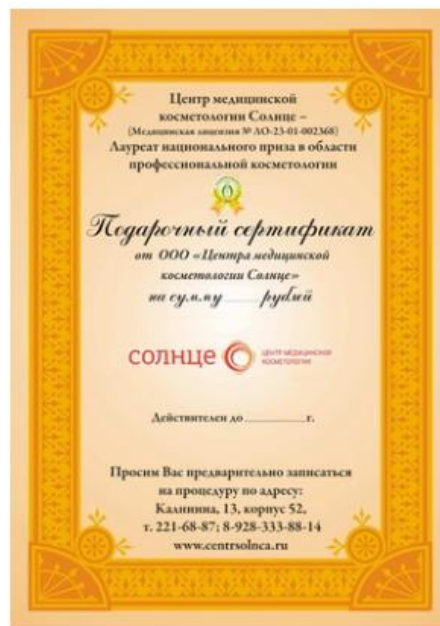 Центр медицинской
косметологии Солнце –
(Медицинская лицензия № ЛО-23-01-002368)
Лауреат национального приза в области
профессиональной косметологии
Подарочный сертификат
от ООО «Центра медицинской
косметологии Солнце»
на сумму ______ рублей
солнце
ЦЕНТР МЕДИЦИНСКОЙ
КОСМЕТОЛОГИИ
Действителен до ____________ г.
Просим Вас предварительно записаться
на процедуру по адресу:
Калинина, 13, корпус 52,
т. 221-68-87; 8-928-333-88-14
www.centrsolnca.ru